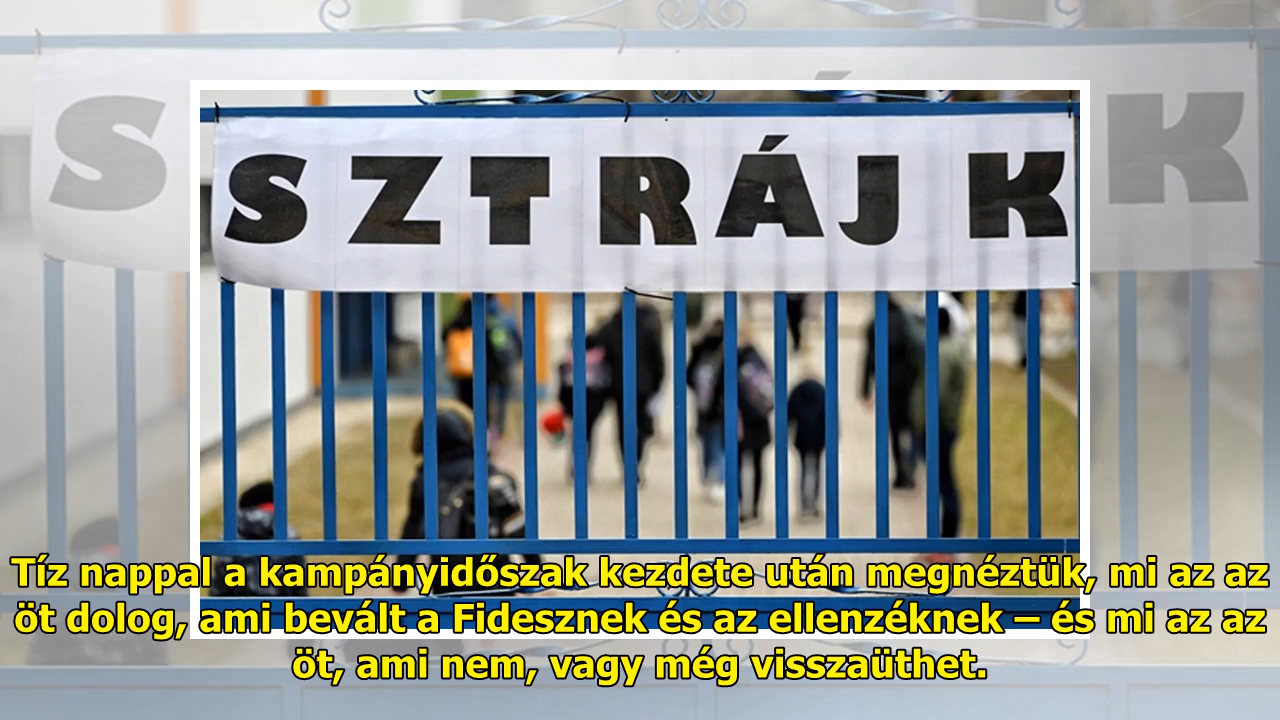 SZTRÁJK
Tíz nappal a kampányidőszak kezdete után megnéztük, mi az az
öt dolog, ami bevált a Fidesznek és az ellenzéknek – és mi az az
öt, ami nem, vagy még visszaüthet.